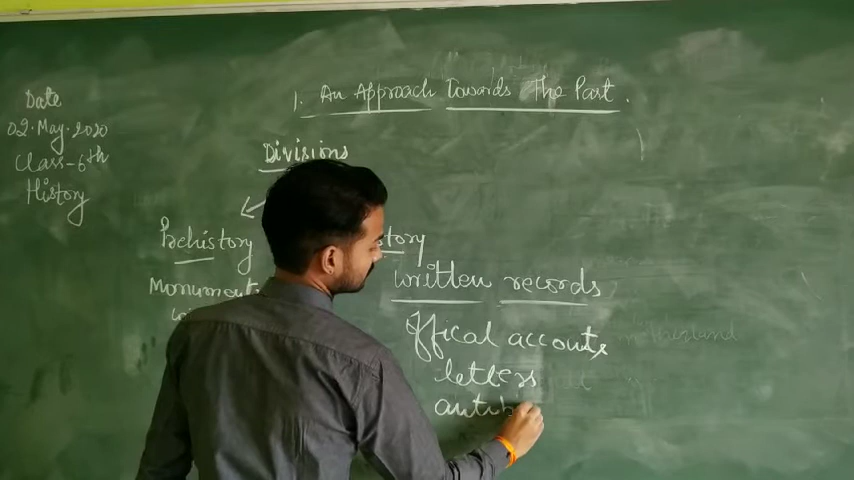 Date
02.May.2020
Class-6th
History
1. An Approach Towards The Past.
Divisions
Prehistory
tory
written records
Monument
offical accounts
letters